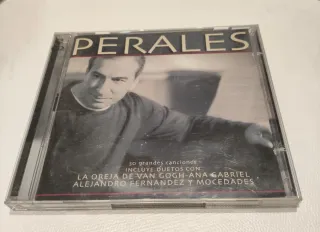 PERALES
30 grandes canciones
INCLUYE DUETOS CON:
LA OREJA DE VAN GOGH-ANA GABRIEL
ALEJANDRO FERNANDEZ Y MOCEDADES